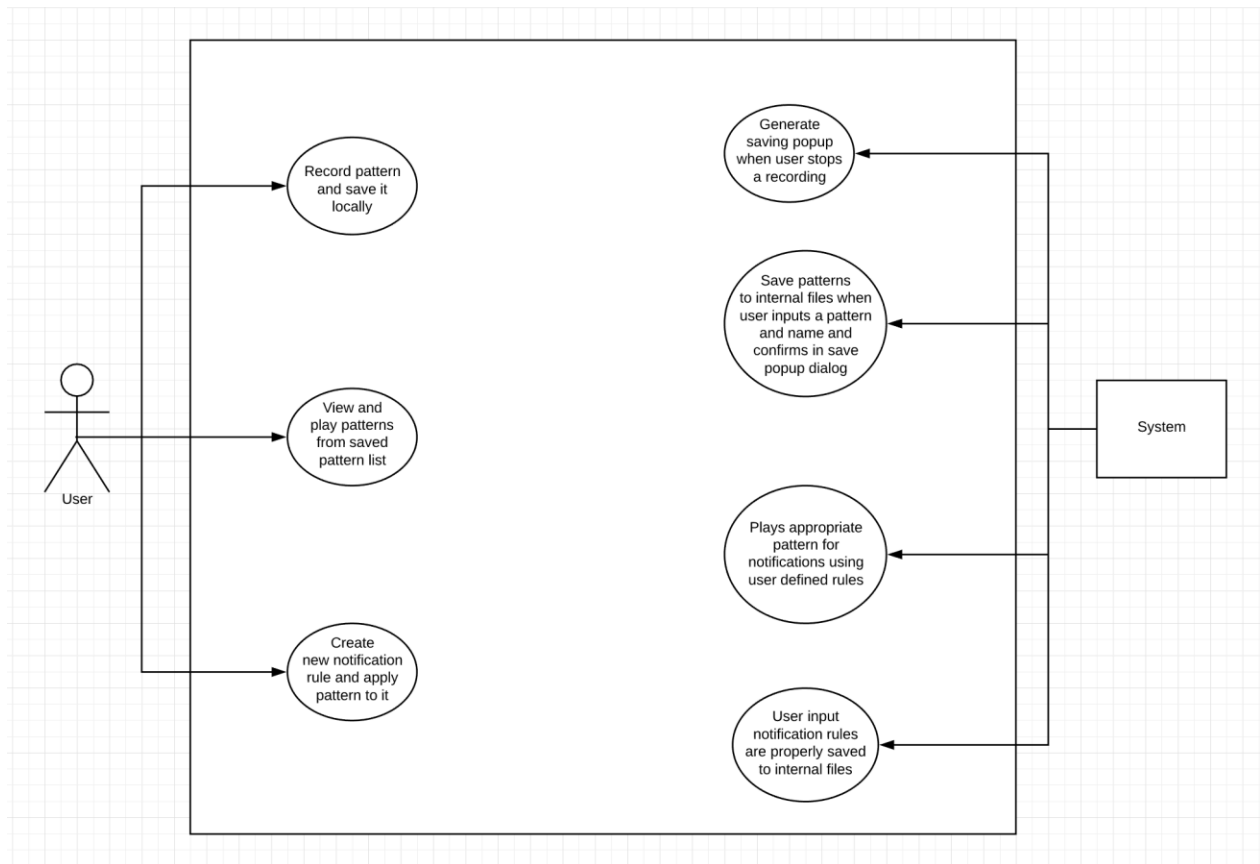 Record pattern
and save it
locally
View and
play patterns
from saved
pattern list
User
Create
new notification
rule and apply
pattern to it
Generate
saving popup
when user stops
a recording
Save patterns
to internal files when
user inputs a pattern
and name and
confirms in save
popup dialog
System
Plays appropriate
pattern for
notifications using
user defined rules
User input
notification rules
are properly saved
to internal files